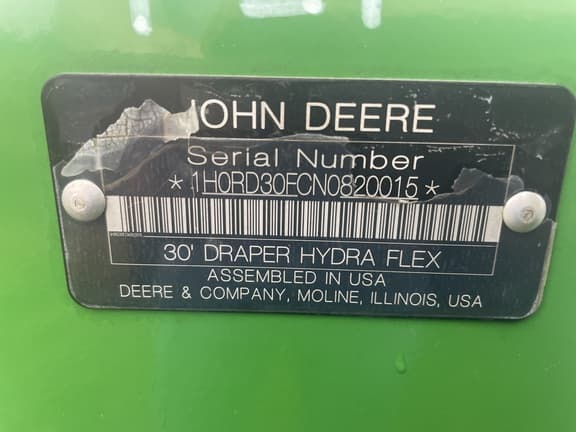 JOHN DEERE
Serial Number
*1H0RD30FCN0820015*
30' DRAPER HYDRA FLEX
ASSEMBLED IN USA
DEERE & COMPANY, MOLINE, ILLINOIS, USA